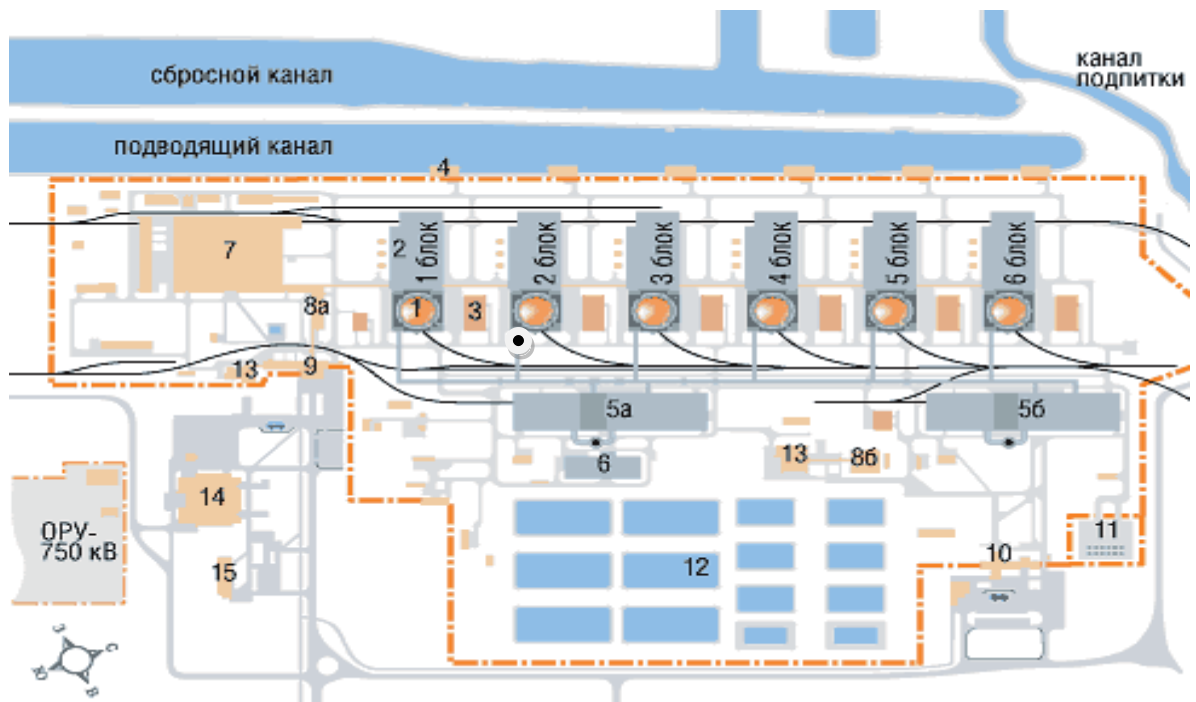 сбросной канал
канал
подпитки
подводящий канал
4
7
2
1 блок
2 блок
3 блок
4 блок
5 блок
6 блок
8а
1
3
13
9
5а
5б
6
13
8б
14
ОРУ-
750 кВ
15
12
10
11
З
С
Ю
В